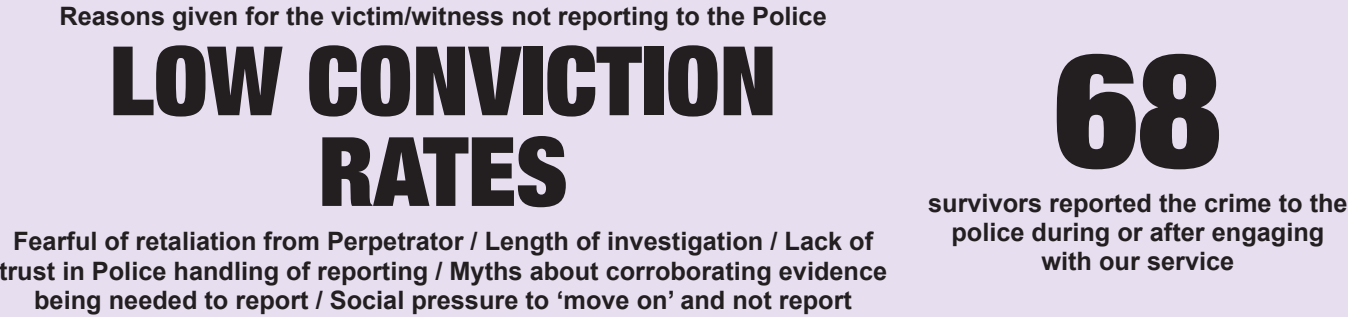 Reasons given for the victim/witness not reporting to the Police
LOW CONVICTION
RATES
Fearful of retaliation from Perpetrator / Length of investigation / Lack of
trust in Police handling of reporting / Myths about corroborating evidence
being needed to report / Social pressure to ‘move on’ and not report
68
survivors reported the crime to the
police during or after engaging
with our service